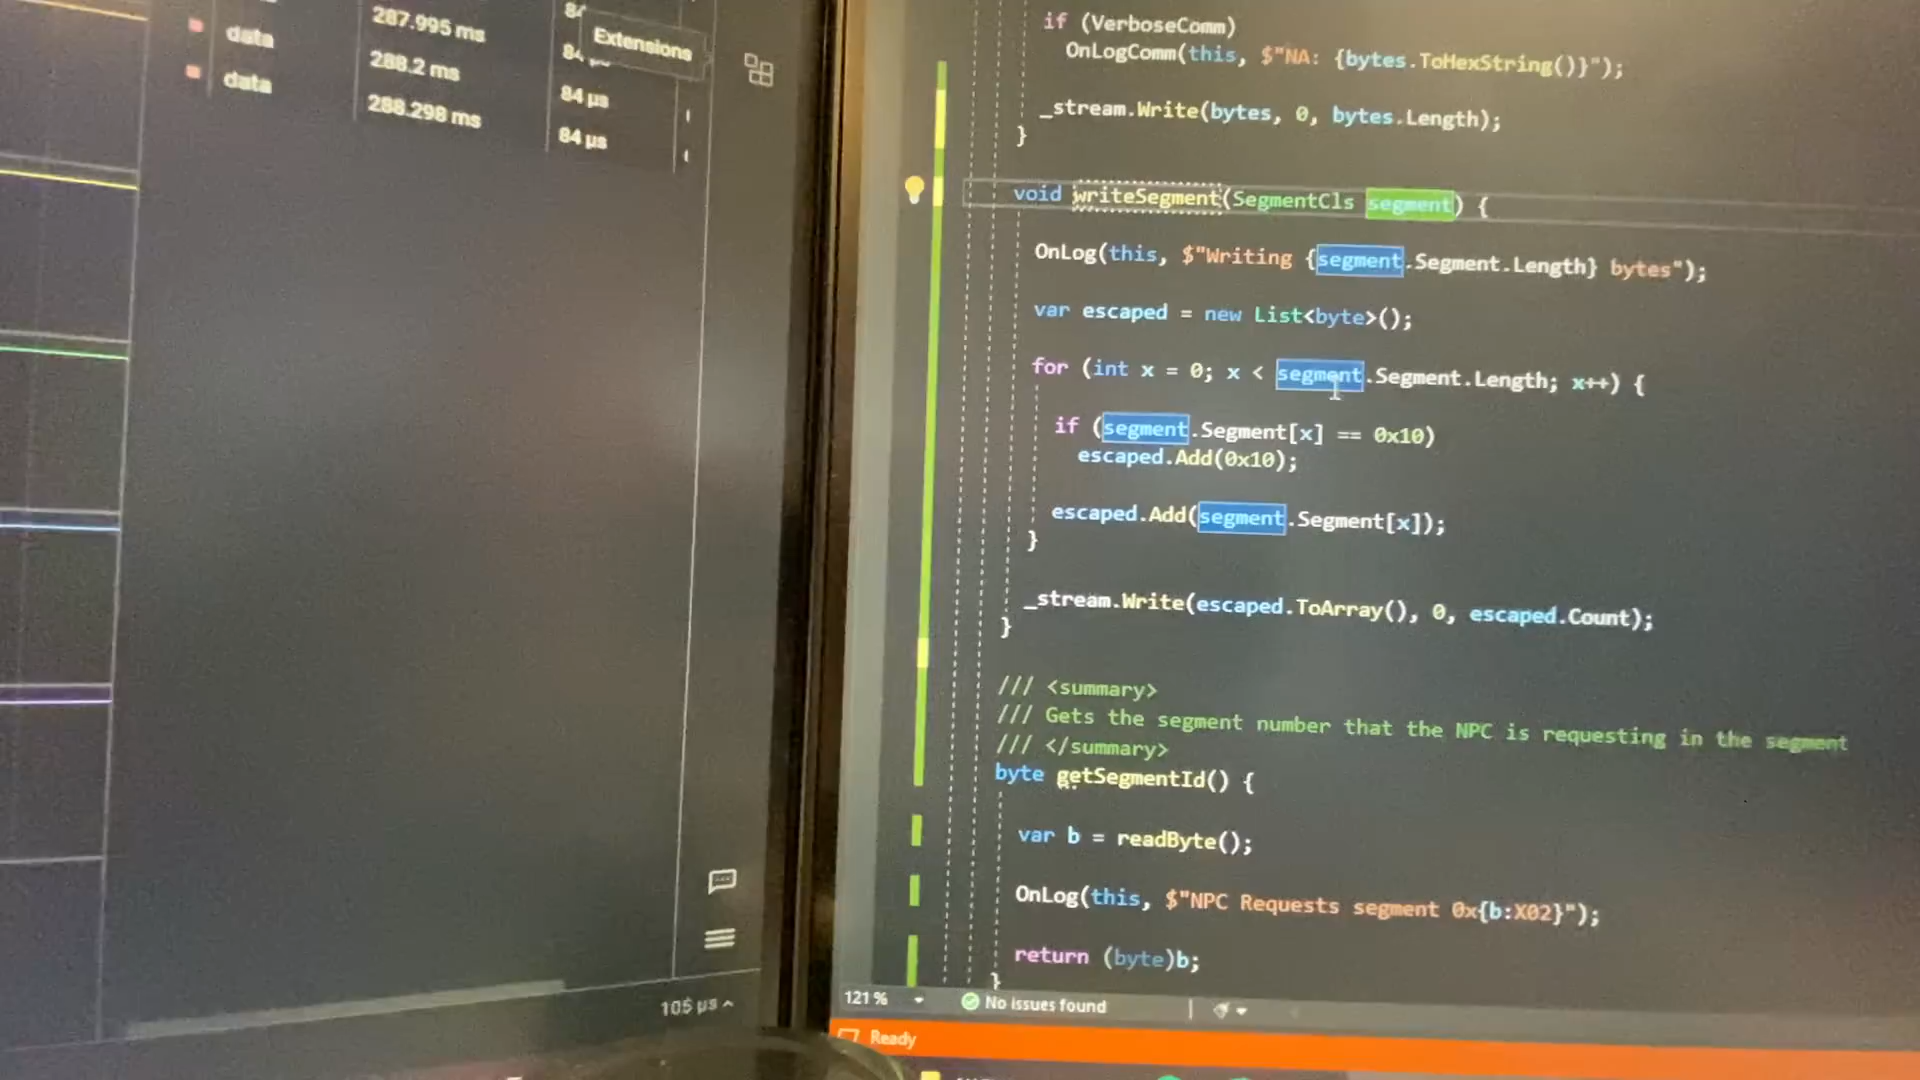 data
287.995 ms
Extensions
data
288.2 ms
84 µs
288.298 ms
84 µs
105 µs
if (VerboseComm)
OnLogComm(this, $"NA: {bytes.ToHexString()}");
_stream.Write(bytes, 0, bytes.Length);
}
void writeSegment(SegmentCls segment) {
OnLog(this, $"Writing {segment.Segment.Length} bytes");
var escaped = new List<byte>();
for (int x = 0; x < segment.Segment.Length; x++) {
if (segment.Segment[x] == 0x10)
escaped.Add(0x10);
escaped.Add(segment.Segment[x]);
}
_stream.Write(escaped.ToArray(), 0, escaped.Count);
}
/// <summary>
/// Gets the segment number that the NPC is requesting in the segment
/// </summary>
byte getSegmentId() {
var b = readByte();
OnLog(this, $"NPC Requests segment 0x{b:X02}");
return (byte)b;
}
121 %
No issues found
Ready